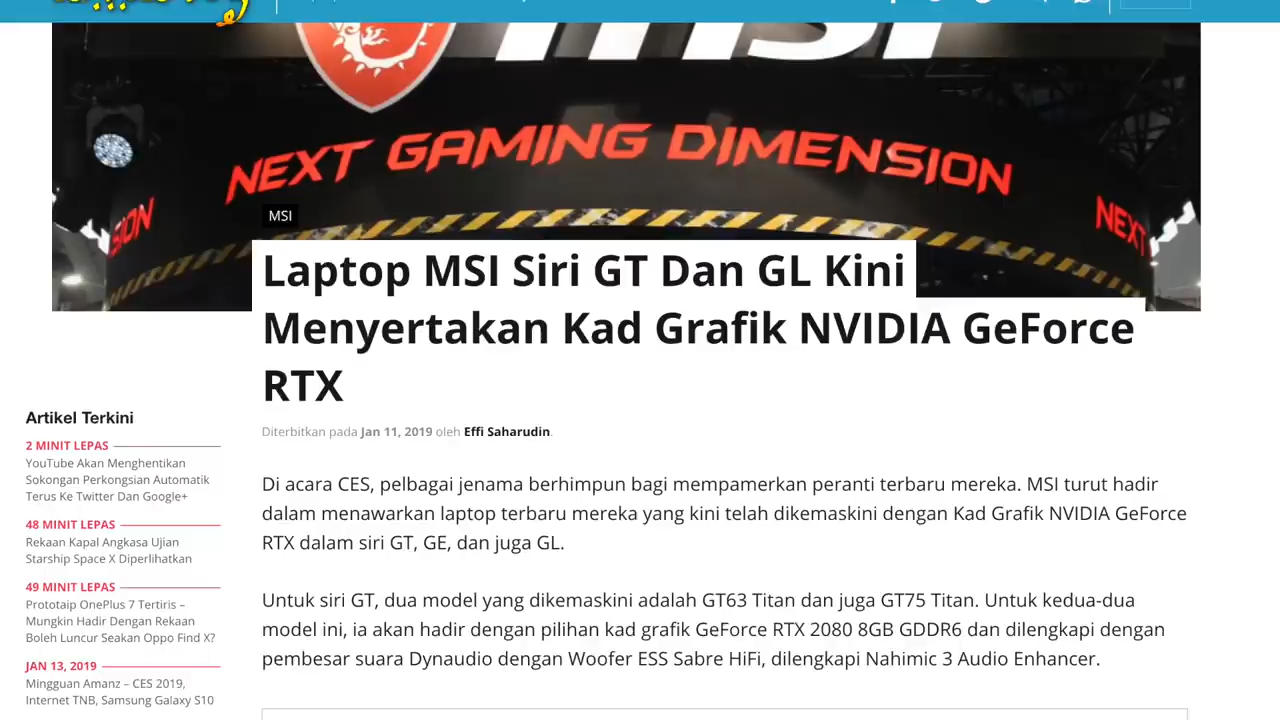 msi
NEXT GAMING DIMENSION
SION
NEXT
MSI
Laptop MSI Siri GT Dan GL Kini
Menyertakan Kad Grafik NVIDIA GeForce
RTX
Diterbitkan pada Jan 11, 2019 oleh Effi Saharudin.
Artikel Terkini
2 MINIT LEPAS
YouTube Akan Menghentikan
Sokongan Perkongsian Automatik
Terus Ke Twitter Dan Google+
48 MINIT LEPAS
Rekaan Kapal Angkasa Ujian
Starship Space X Diperlihatkan
49 MINIT LEPAS
Prototaip OnePlus 7 Tertiris –
Mungkin Hadir Dengan Rekaan
Boleh Luncur Seakan Oppo Find X?
JAN 13, 2019
Mingguan Amanz – CES 2019,
Internet TNB, Samsung Galaxy S10
Di acara CES, pelbagai jenama berhimpun bagi mempamerkan peranti terbaru mereka. MSI turut hadir
dalam menawarkan laptop terbaru mereka yang kini telah dikemaskini dengan Kad Grafik NVIDIA GeForce
RTX dalam siri GT, GE, dan juga GL.
Untuk siri GT, dua model yang dikemaskini adalah GT63 Titan dan juga GT75 Titan. Untuk kedua-dua
model ini, ia akan hadir dengan pilihan kad grafik GeForce RTX 2080 8GB GDDR6 dan dilengkapi dengan
pembesar suara Dynaudio dengan Woofer ESS Sabre HiFi, dilengkapi Nahimic 3 Audio Enhancer.